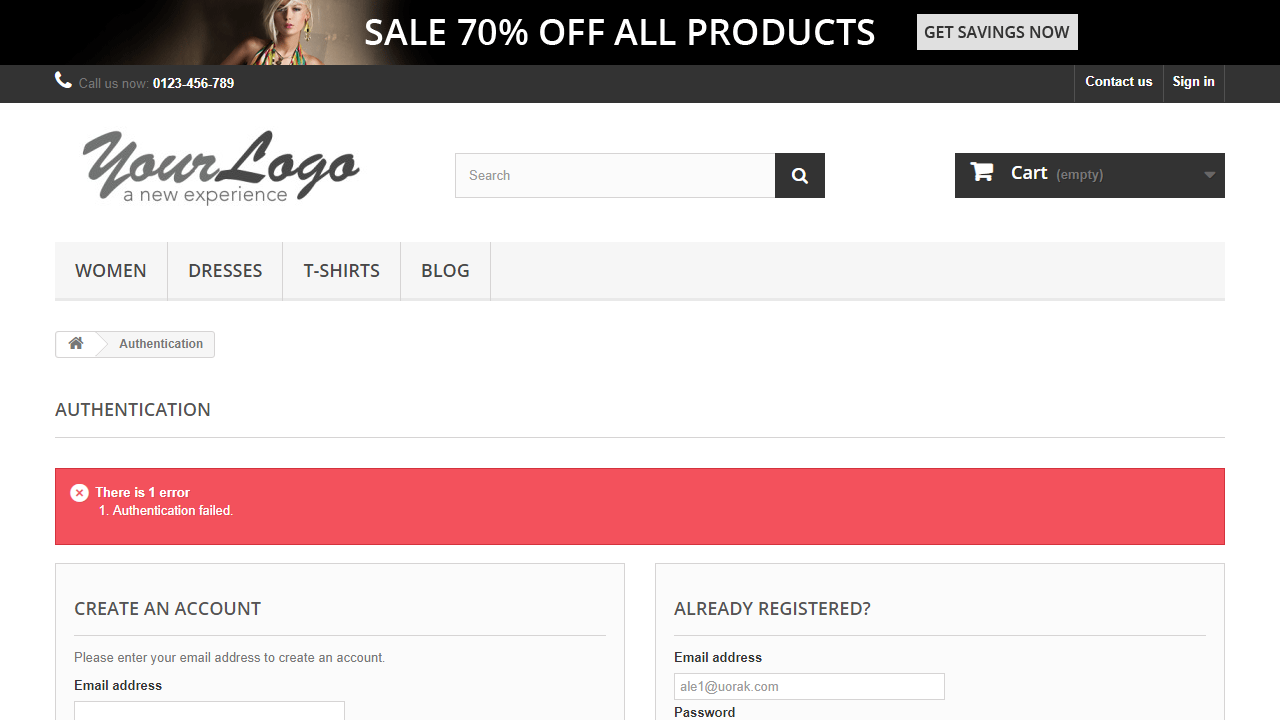 SALE 70% OFF ALL PRODUCTS
GET SAVINGS NOW
Call us now: 0123-456-789
Contact us
Sign in
YourLogo
a new experience
Search
Cart (empty)
WOMEN
DRESSES
T-SHIRTS
BLOG
Authentication
AUTHENTICATION
There is 1 error
1. Authentication failed.
CREATE AN ACCOUNT
Please enter your email address to create an account.
Email address
ALREADY REGISTERED?
Email address
ale1@uorak.com
Password